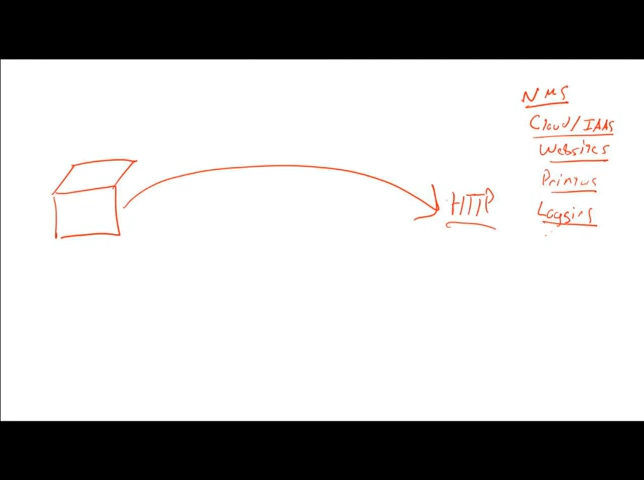 NMS
Cloud/IAAS
Websites
Printers
HTTP
Logging